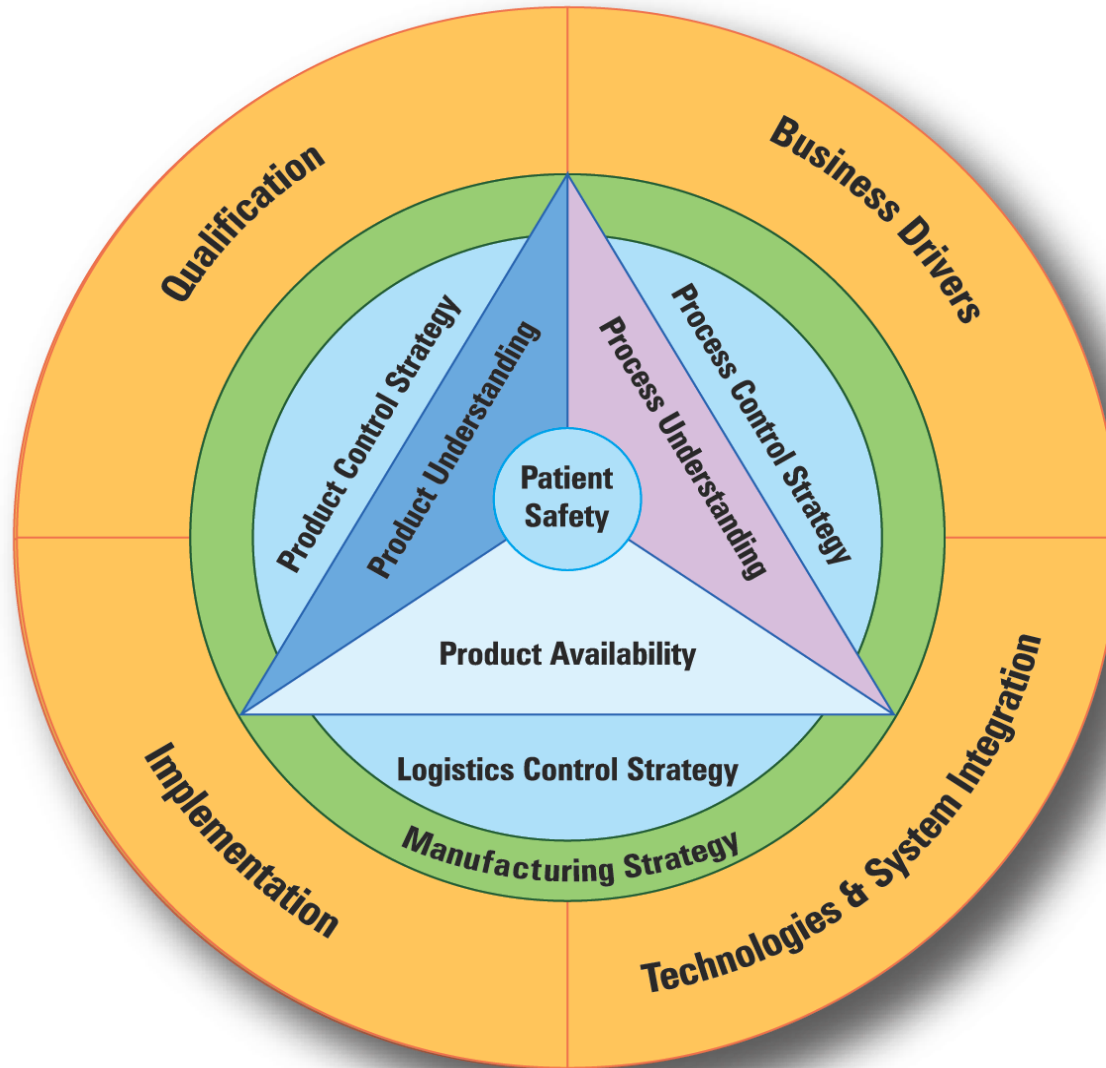 Qualification
Business Drivers
Product Control Strategy
Product Understanding
Process Understanding
Process Control Strategy
Patient
Safety
Product Availability
Logistics Control Strategy
Manufacturing Strategy
Implementation
Technologies & System Integration